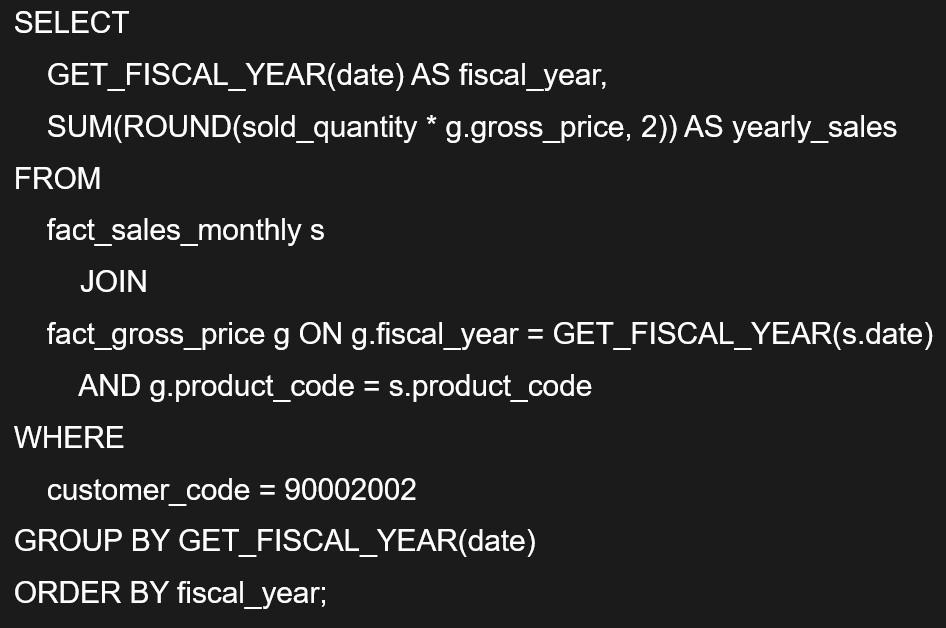 SELECT
GET_FISCAL_YEAR(date) AS fiscal_year,
SUM(ROUND(sold_quantity * g.gross_price, 2)) AS yearly_sales
FROM
fact_sales_monthly s
JOIN
fact_gross_price g ON g.fiscal_year = GET_FISCAL_YEAR(s.date)
AND g.product_code = s.product_code
WHERE
customer_code = 90002002
GROUP BY GET_FISCAL_YEAR(date)
ORDER BY fiscal_year;